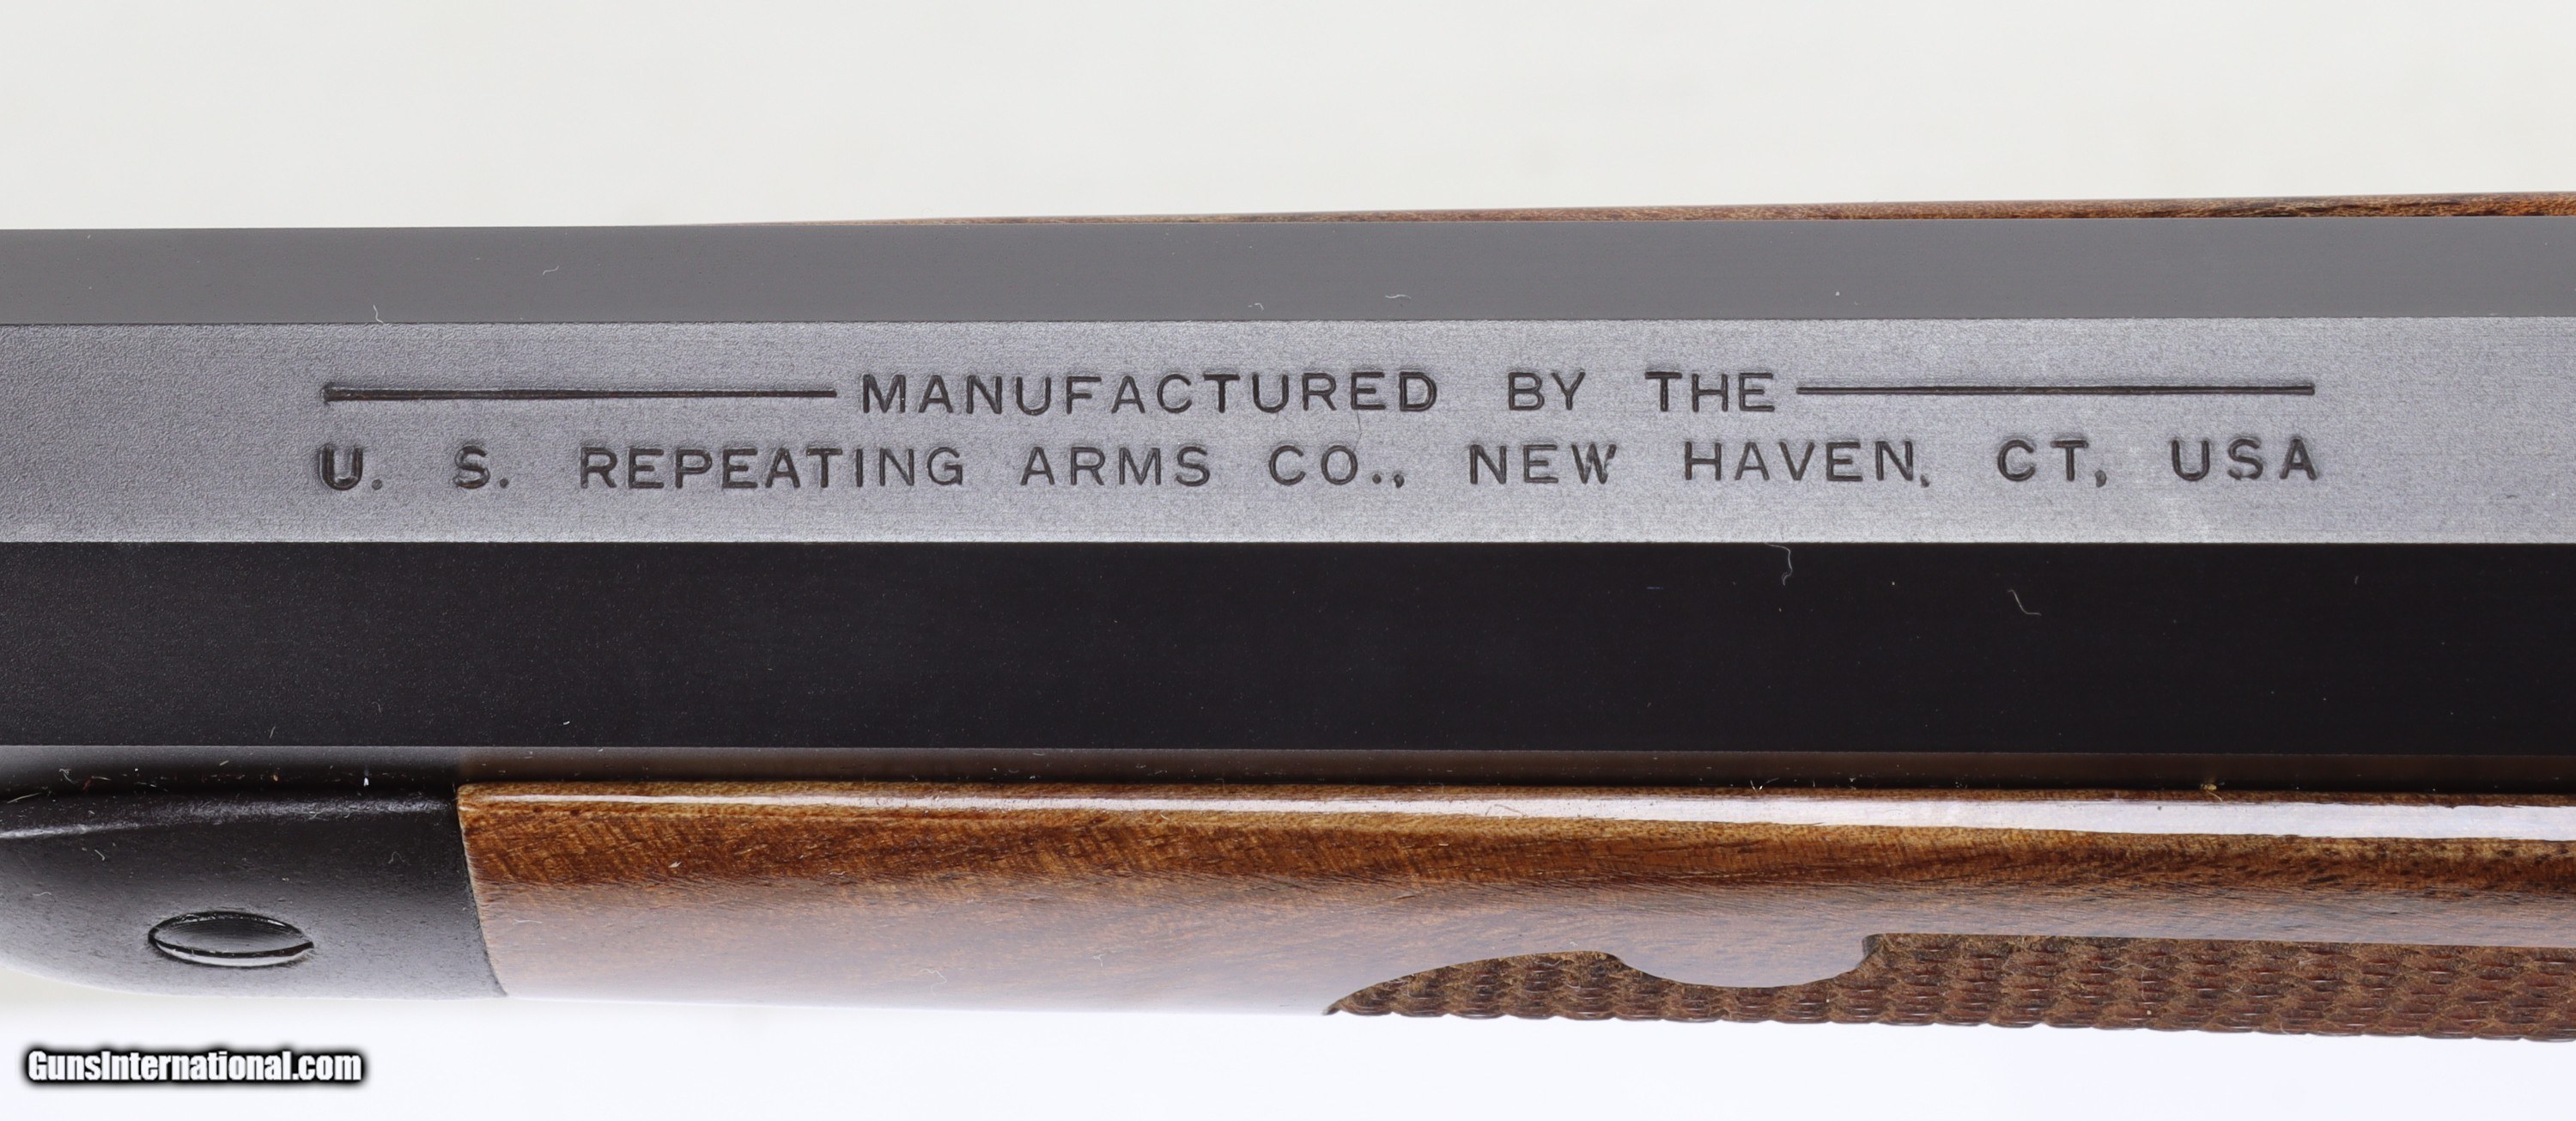 MANUFACTURED BY THE
U. S. REPEATING ARMS CO., NEW HAVEN, CT, USA
GunsInternational.com